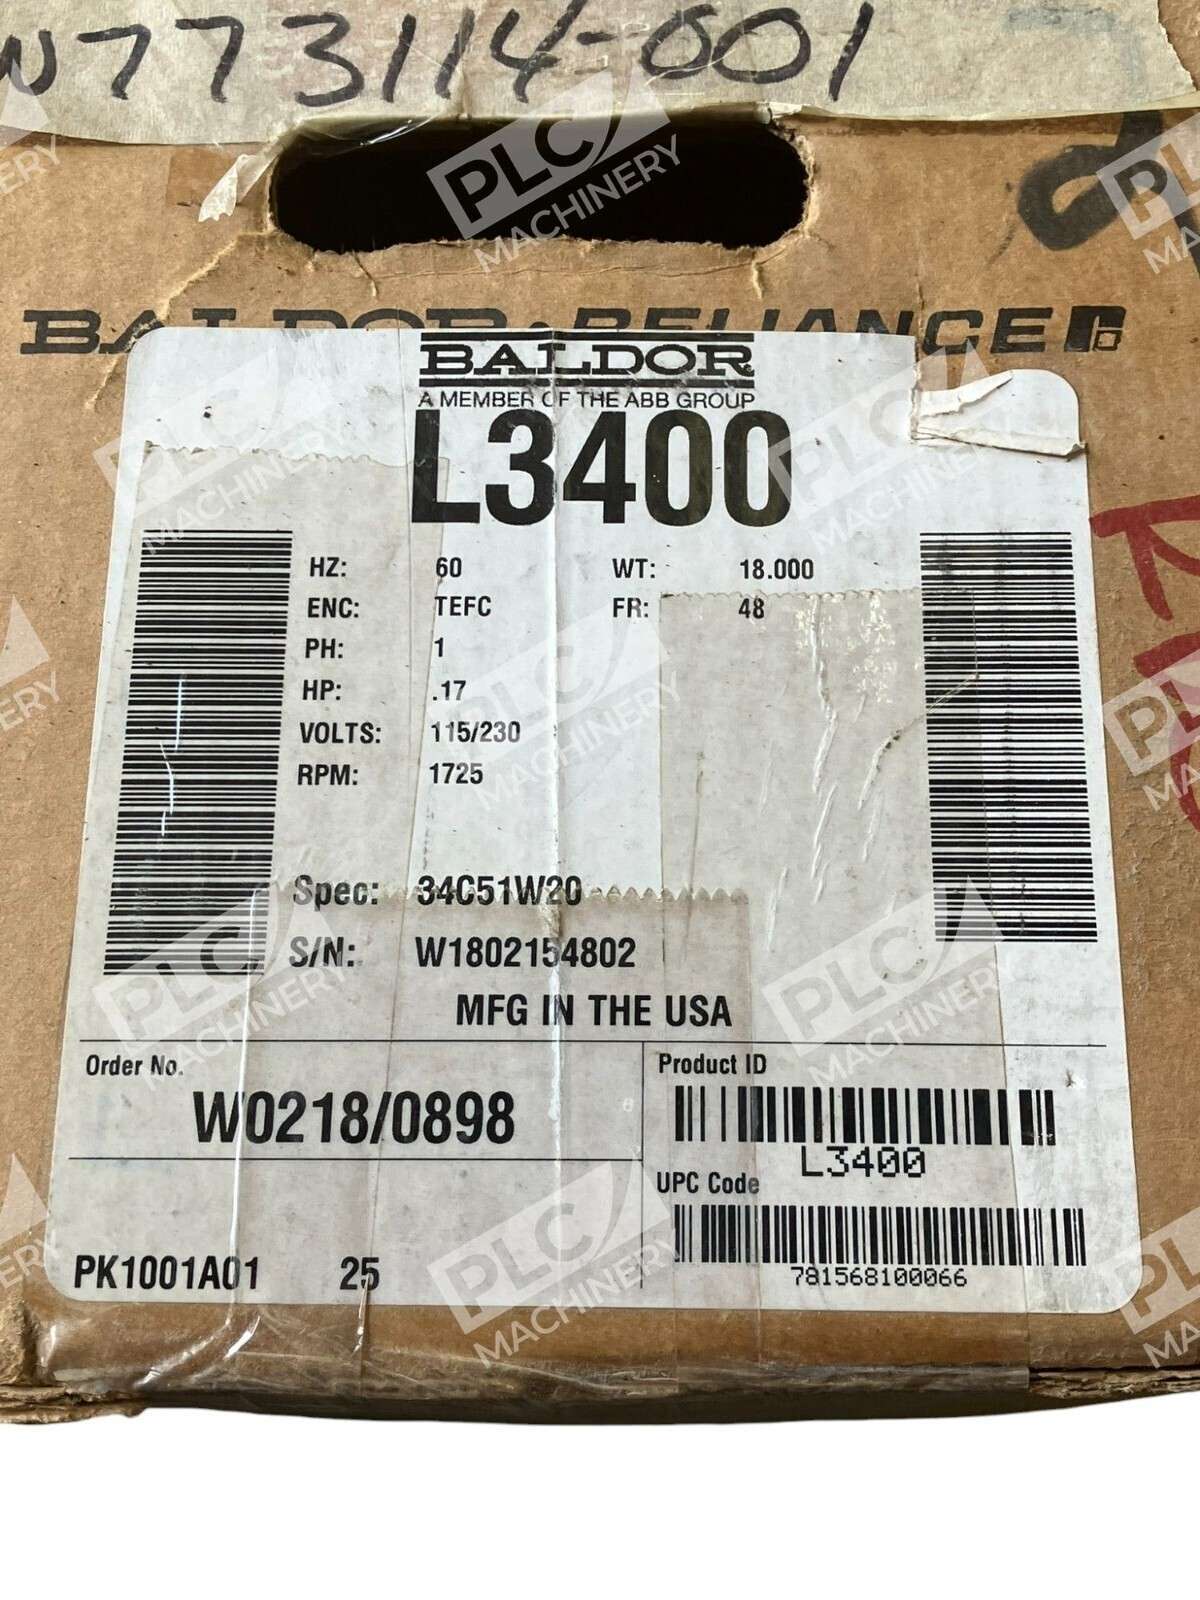 W773114-001
BALDOR·RELIANCE
BALDOR
A MEMBER OF THE ABB GROUP
L3400
HZ: 60 WT: 18.000
ENC: TEFC FR: 48
PH: 1
HP: .17
VOLTS: 115/230
RPM: 1725
Spec: 34C51W20
S/N: W1802154802
MFG IN THE USA
Order No.
W0218/0898
Product ID
L3400
UPC Code
781568100066
PK1001A01 25
PLC MACHINERY